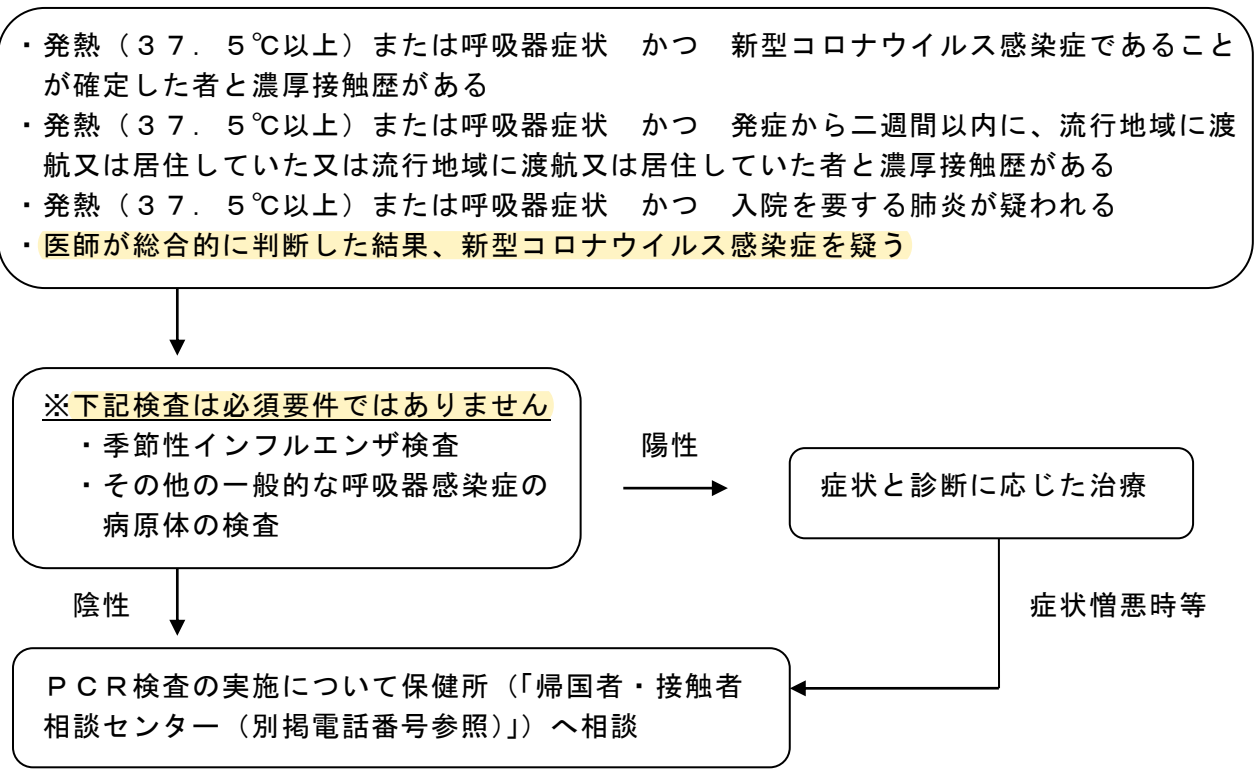 ・発熱（３７．５℃以上）または呼吸器症状　かつ　新型コロナウイルス感染症であること
が確定した者と濃厚接触歴がある
・発熱（３７．５℃以上）または呼吸器症状　かつ　発症から二週間以内に、流行地域に渡
航又は居住していた又は流行地域に渡航又は居住していた者と濃厚接触歴がある
・発熱（３７．５℃以上）または呼吸器症状　かつ　入院を要する肺炎が疑われる
・医師が総合的に判断した結果、新型コロナウイルス感染症を疑う
※下記検査は必須要件ではありません
・季節性インフルエンザ検査
・その他の一般的な呼吸器感染症の
病原体の検査
陽性
症状と診断に応じた治療
陰性
症状憎悪時等
ＰＣＲ検査の実施について保健所（「帰国者・接触者
相談センター（別掲電話番号参照）」）へ相談